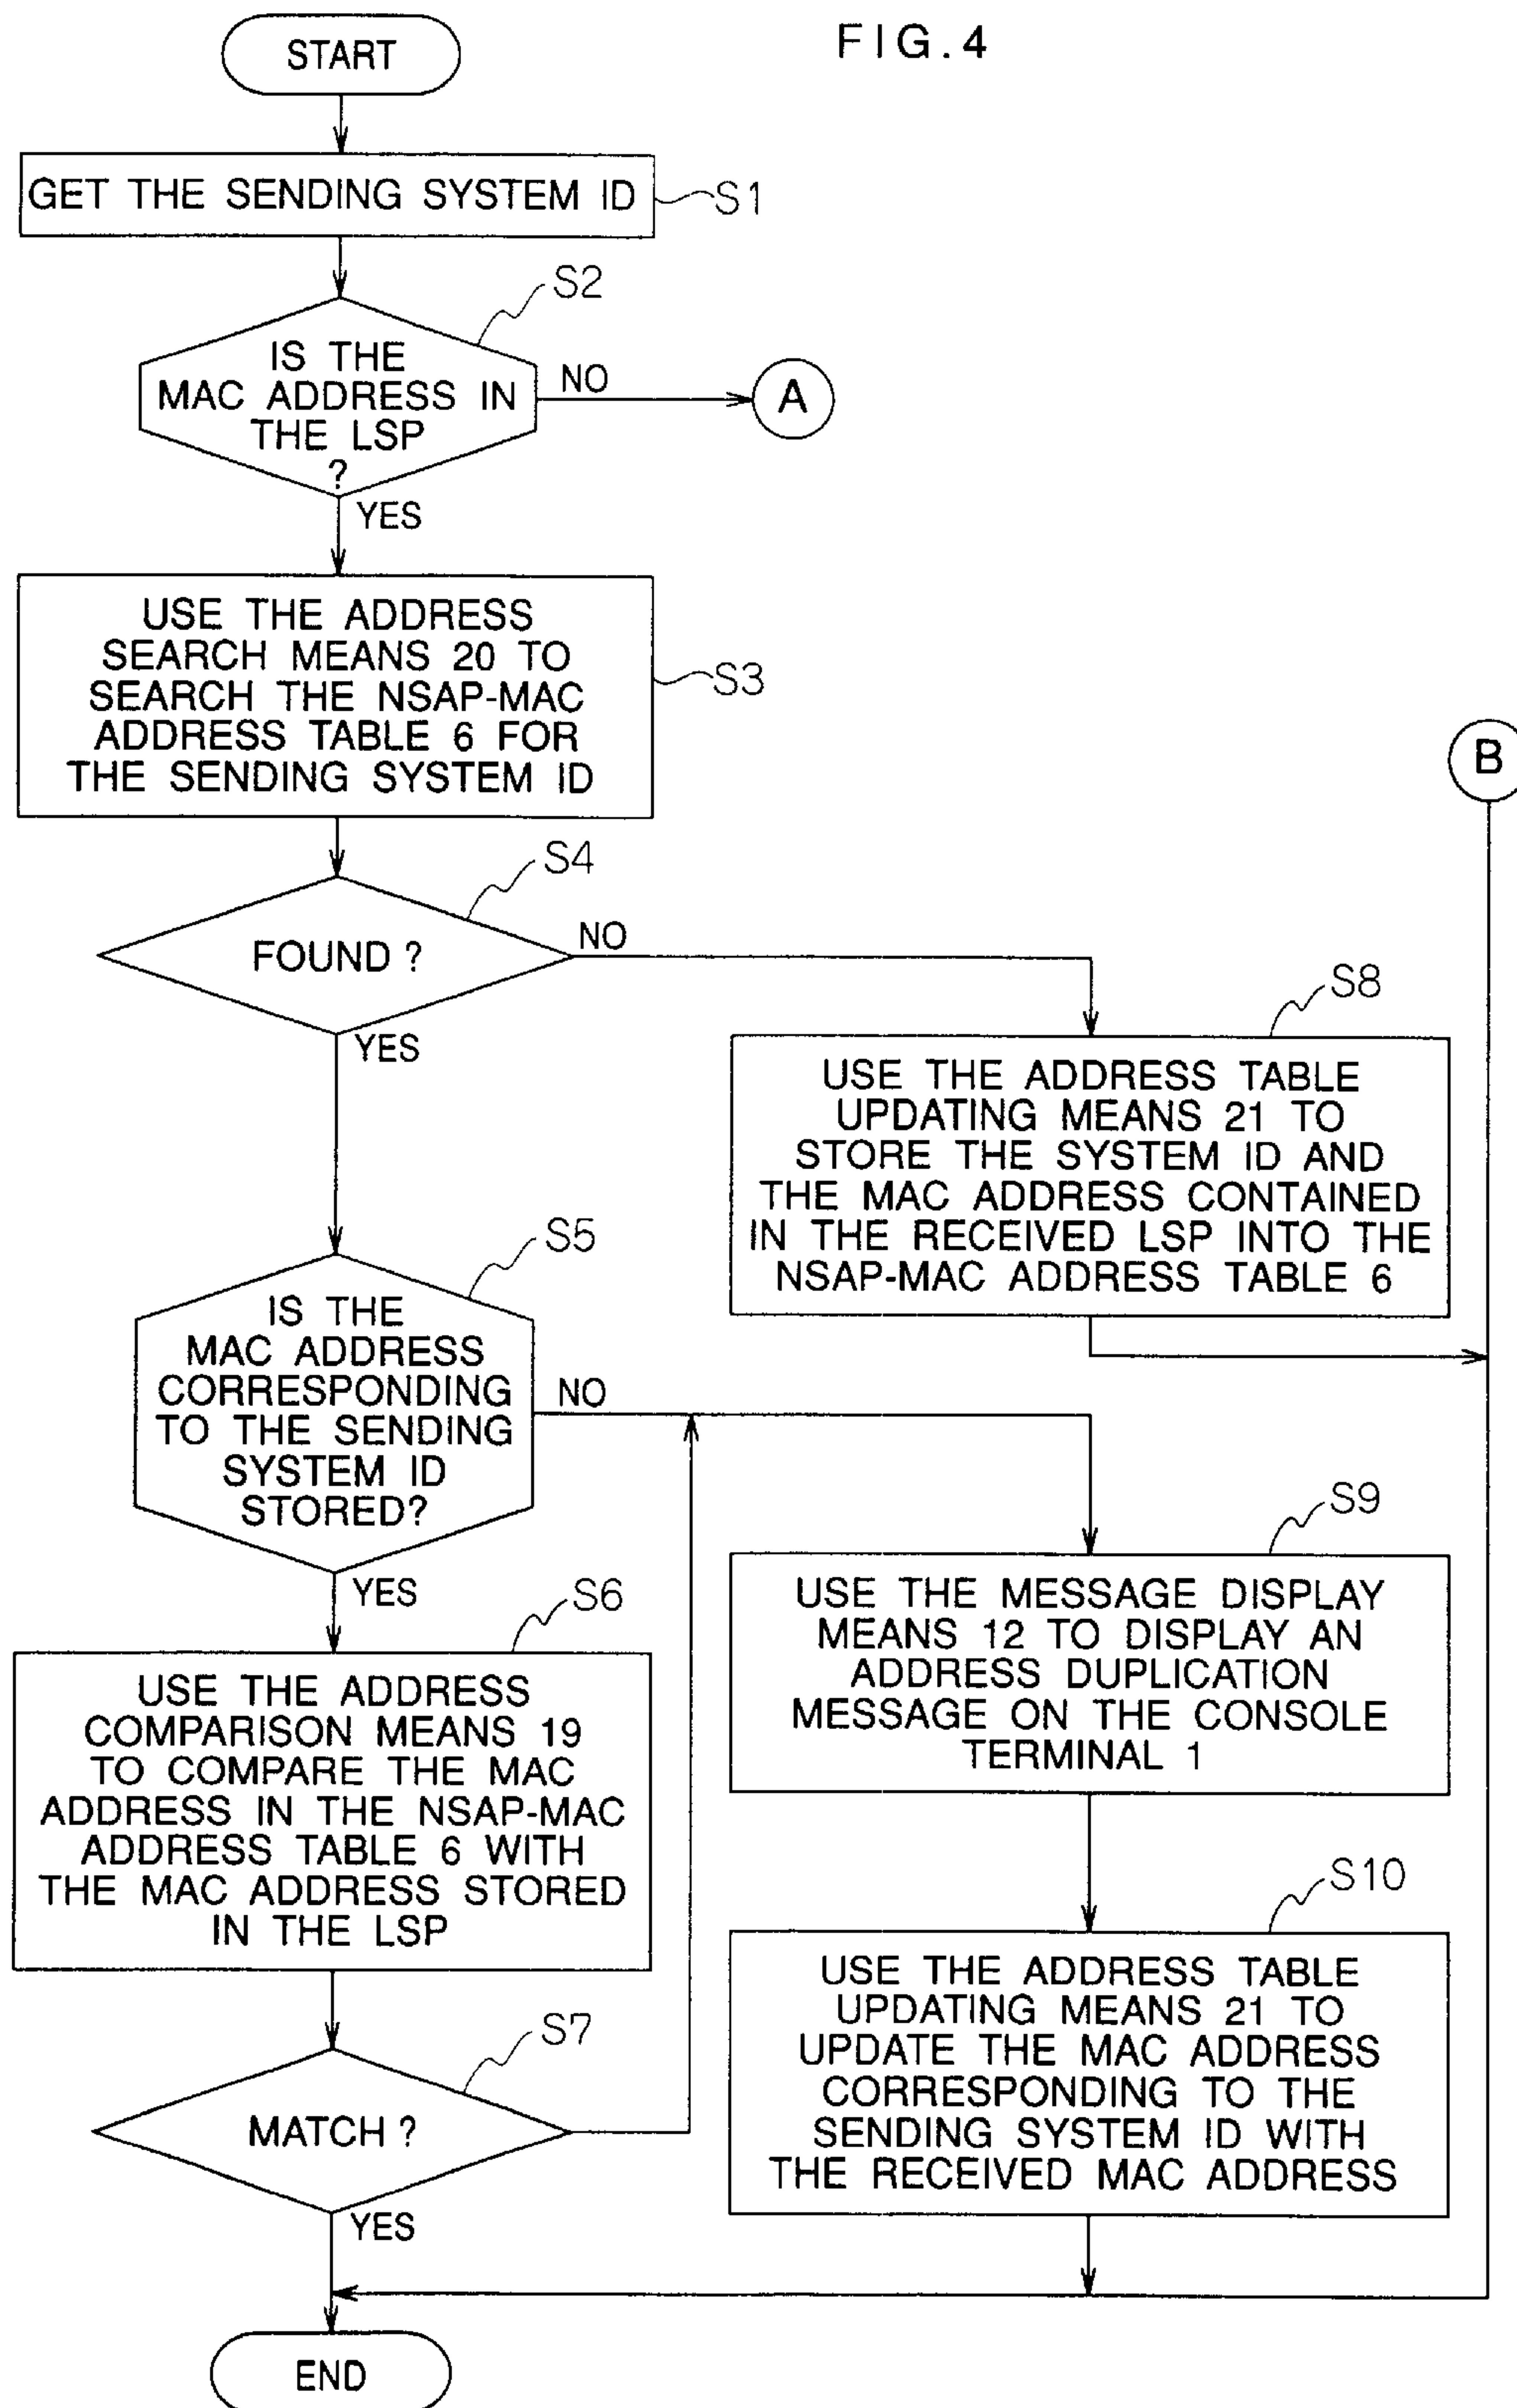 FIG.4
START
GET THE SENDING SYSTEM ID
S1
S2
IS THE
MAC ADDRESS IN
THE LSP
?
NO
A
YES
USE THE ADDRESS
SEARCH MEANS 20 TO
SEARCH THE NSAP-MAC
ADDRESS TABLE 6 FOR
THE SENDING SYSTEM ID
S3
B
S4
FOUND ?
NO
YES
S8
USE THE ADDRESS TABLE
UPDATING MEANS 21 TO
STORE THE SYSTEM ID AND
THE MAC ADDRESS CONTAINED
IN THE RECEIVED LSP INTO THE
NSAP-MAC ADDRESS TABLE 6
S5
IS THE
MAC ADDRESS
CORRESPONDING
TO THE SENDING
SYSTEM ID
STORED?
NO
YES
S9
USE THE MESSAGE DISPLAY
MEANS 12 TO DISPLAY AN
ADDRESS DUPLICATION
MESSAGE ON THE CONSOLE
TERMINAL 1
S6
USE THE ADDRESS
COMPARISON MEANS 19
TO COMPARE THE MAC
ADDRESS IN THE NSAP-MAC
ADDRESS TABLE 6 WITH
THE MAC ADDRESS STORED
IN THE LSP
S10
USE THE ADDRESS TABLE
UPDATING MEANS 21 TO
UPDATE THE MAC ADDRESS
CORRESPONDING TO THE
SENDING SYSTEM ID WITH
THE RECEIVED MAC ADDRESS
S7
MATCH ?
YES
END